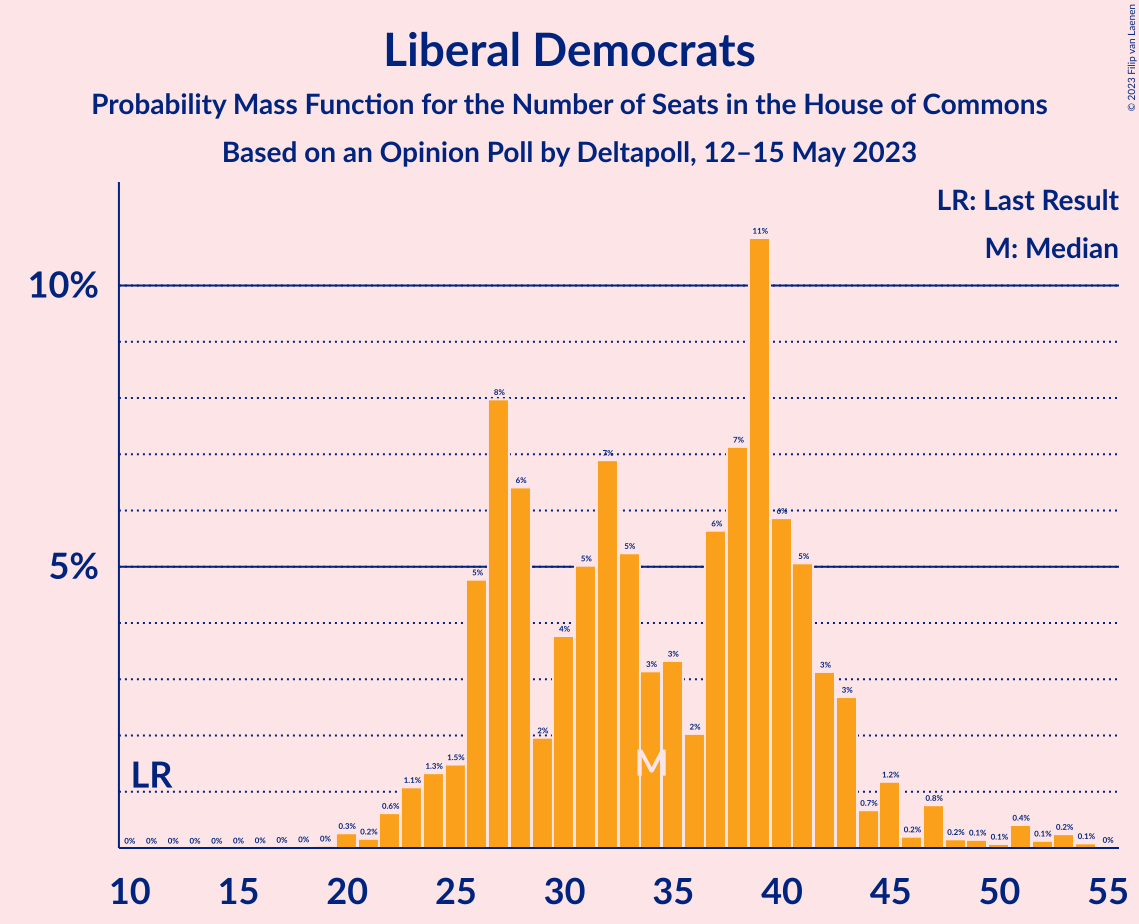 Liberal Democrats
Probability Mass Function for the Number of Seats in the House of Commons
Based on an Opinion Poll by Deltapoll, 12–15 May 2023
© 2023 Filip van Laenen
LR: Last Result
M: Median
10%
5%
0% 0% 0% 0% 0% 0% 0% 0% 0% 0% 0.3% 0.2% 0.6% 1.1% 1.3% 1.5% 5% 8% 6% 2% 4% 5% 7% 5% 3% 3% 2% 6% 7% 11% 6% 5% 3% 3% 0.7% 1.2% 0.2% 0.8% 0.2% 0.1% 0.1% 0.4% 0.1% 0.2% 0.1% 0%
LR
M
10 15 20 25 30 35 40 45 50 55